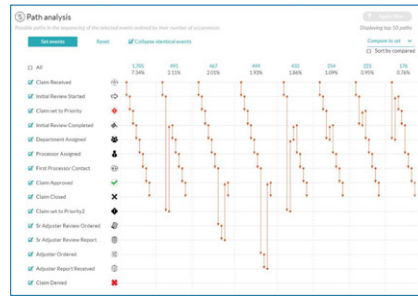 Path analysis
Possible paths in the sequencing of the selected events ordered by their number of occurrences
Displaying top 50 paths
Set events Reset Collapse identical events Compare to set
Sort by compared
All 1,705 491 467 449 432 254 221 176
7.34% 2.11% 2.01% 1.93% 1.86% 1.09% 0.95% 0.76%
Claim Received
Initial Review Started
Claim set to Priority
Initial Review Completed
Department Assigned
Processor Assigned
First Processor Contact
Claim Approved
Claim Closed
Claim set to Priority2
Sr Adjuster Review Ordered
Sr Adjuster Review Report
Adjuster Ordered
Adjuster Report Received
Claim Denied